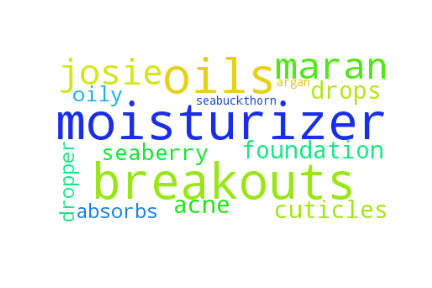 josie oils maran
oily seabuckthorn argan drops
moisturizer
seaberry foundation
breakouts
dropper absorbs acne cuticles